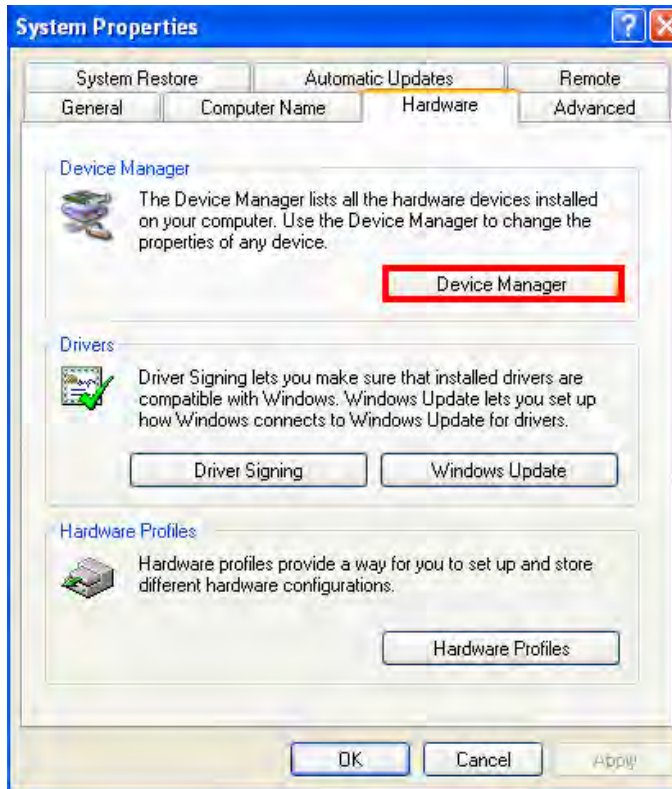 System Properties
System Restore Automatic Updates Remote
General Computer Name Hardware Advanced
Device Manager
The Device Manager lists all the hardware devices installed
on your computer. Use the Device Manager to change the
properties of any device.
Device Manager
Drivers
Driver Signing lets you make sure that installed drivers are
compatible with Windows. Windows Update lets you set up
how Windows connects to Windows Update for drivers.
Driver Signing Windows Update
Hardware Profiles
Hardware profiles provide a way for you to set up and store
different hardware configurations.
Hardware Profiles
OK Cancel Apply